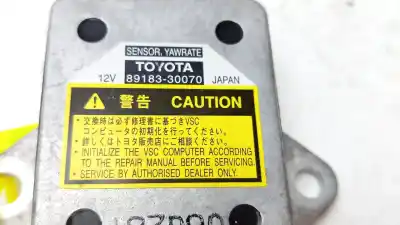 SENSOR, YAWRATE
TOYOTA
12V 89183-30070 JAPAN
警告 CAUTION
・交換時は必ず修理書に基づきVSC
コンピュータの初期化を行ってください。
・詳しくはトヨタ販売店にご相談ください。
・INITIALIZE THE VSC COMPUTER ACCORDING
TO THE REPAIR MANUAL BEFORE SERVICING.
・SERVICE BY AUTHORISED DEALER ONLY.